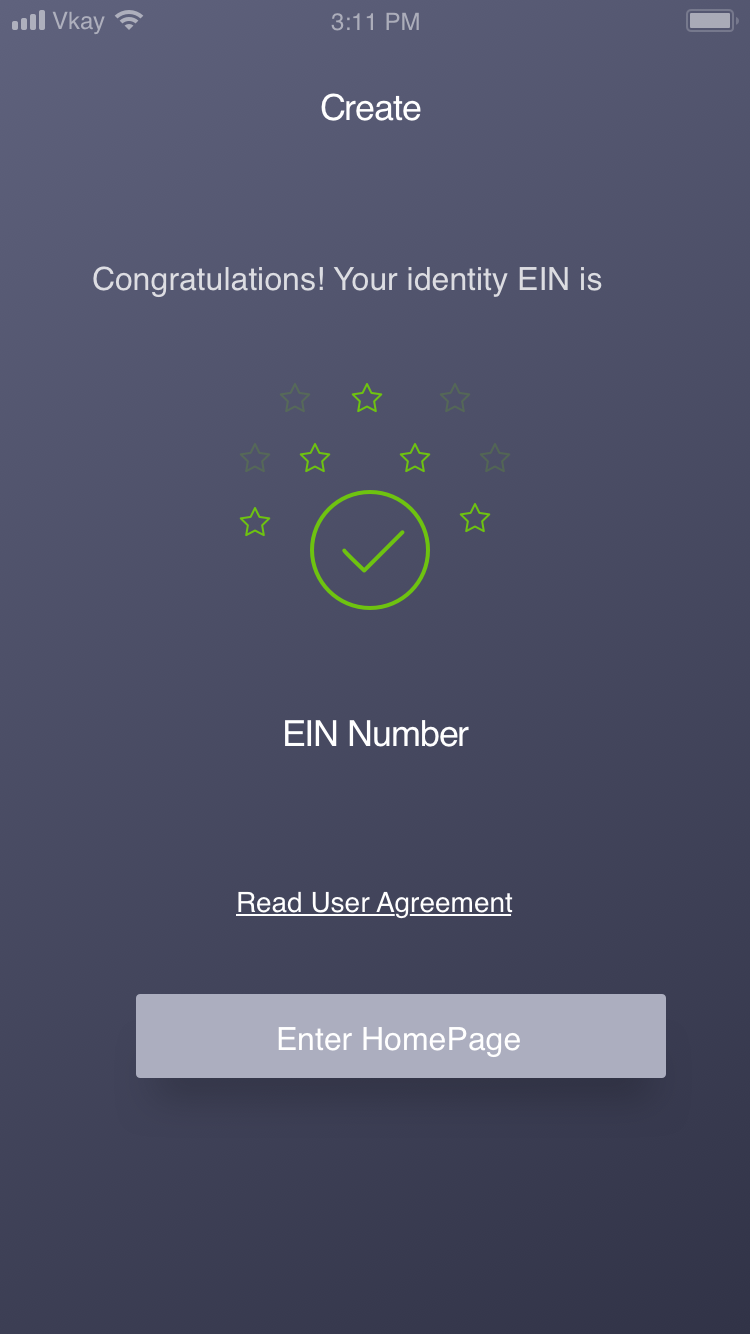 Vkay 3:11 PM
Create
Congratulations! Your identity EIN is
EIN Number
Read User Agreement
Enter HomePage